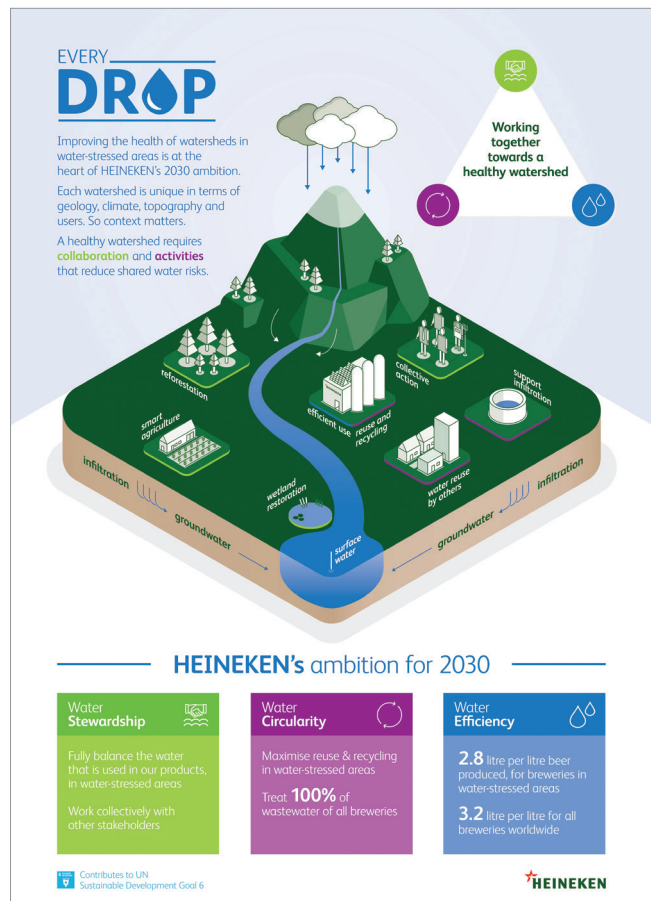 EVERY
DROP
Improving the health of watersheds in
water-stressed areas is at the
heart of HEINEKEN's 2030 ambition.
Each watershed is unique in terms of
geology, climate, topography and
users. So context matters.
A healthy watershed requires
collaboration and activities
that reduce shared water risks.
Working
together
towards a
healthy watershed
reforestation
collective
action
support
infiltration
efficient use
reuse and
recycling
smart
agriculture
water reuse
by others
wetland
restoration
infiltration
groundwater
surface
water
groundwater
infiltration
HEINEKEN's ambition for 2030
Water
Stewardship
Fully balance the water
that is used in our products,
in water-stressed areas
Work collectively with
other stakeholders
Water
Circularity
Maximise reuse & recycling
in water-stressed areas
Treat 100% of
wastewater of all breweries
Water
Efficiency
2.8 litre per litre beer
produced, for breweries in
water-stressed areas
3.2 litre per litre for all
breweries worldwide
Contributes to UN
Sustainable Development Goal 6
HEINEKEN